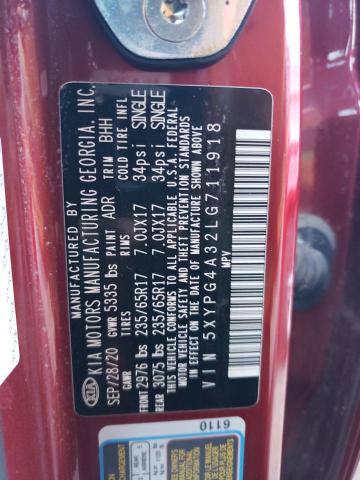 MANUFACTURED BY
KIA KIA MOTORS MANUFACTURING GEORGIA, INC.
SEP/28/20 GVWR 5335 lbs PAINT ADR TRIM BHH
GAWR TIRES RIMS COLD TIRE INFL
FRONT 2976 lbs 235/65R17 7.0JX17 34psi SINGLE
REAR 3075 lbs 235/65R17 7.0JX17 34psi SINGLE
THIS VEHICLE CONFORMS TO ALL APPLICABLE U.S.A. FEDERAL
MOTOR VEHICLE SAFETY AND THEFT PREVENTION STANDARDS
IN EFFECT ON THE DATE OF MANUFACTURE SHOWN ABOVE
VIN 5XYPG4A32LG711918
MPV
6110